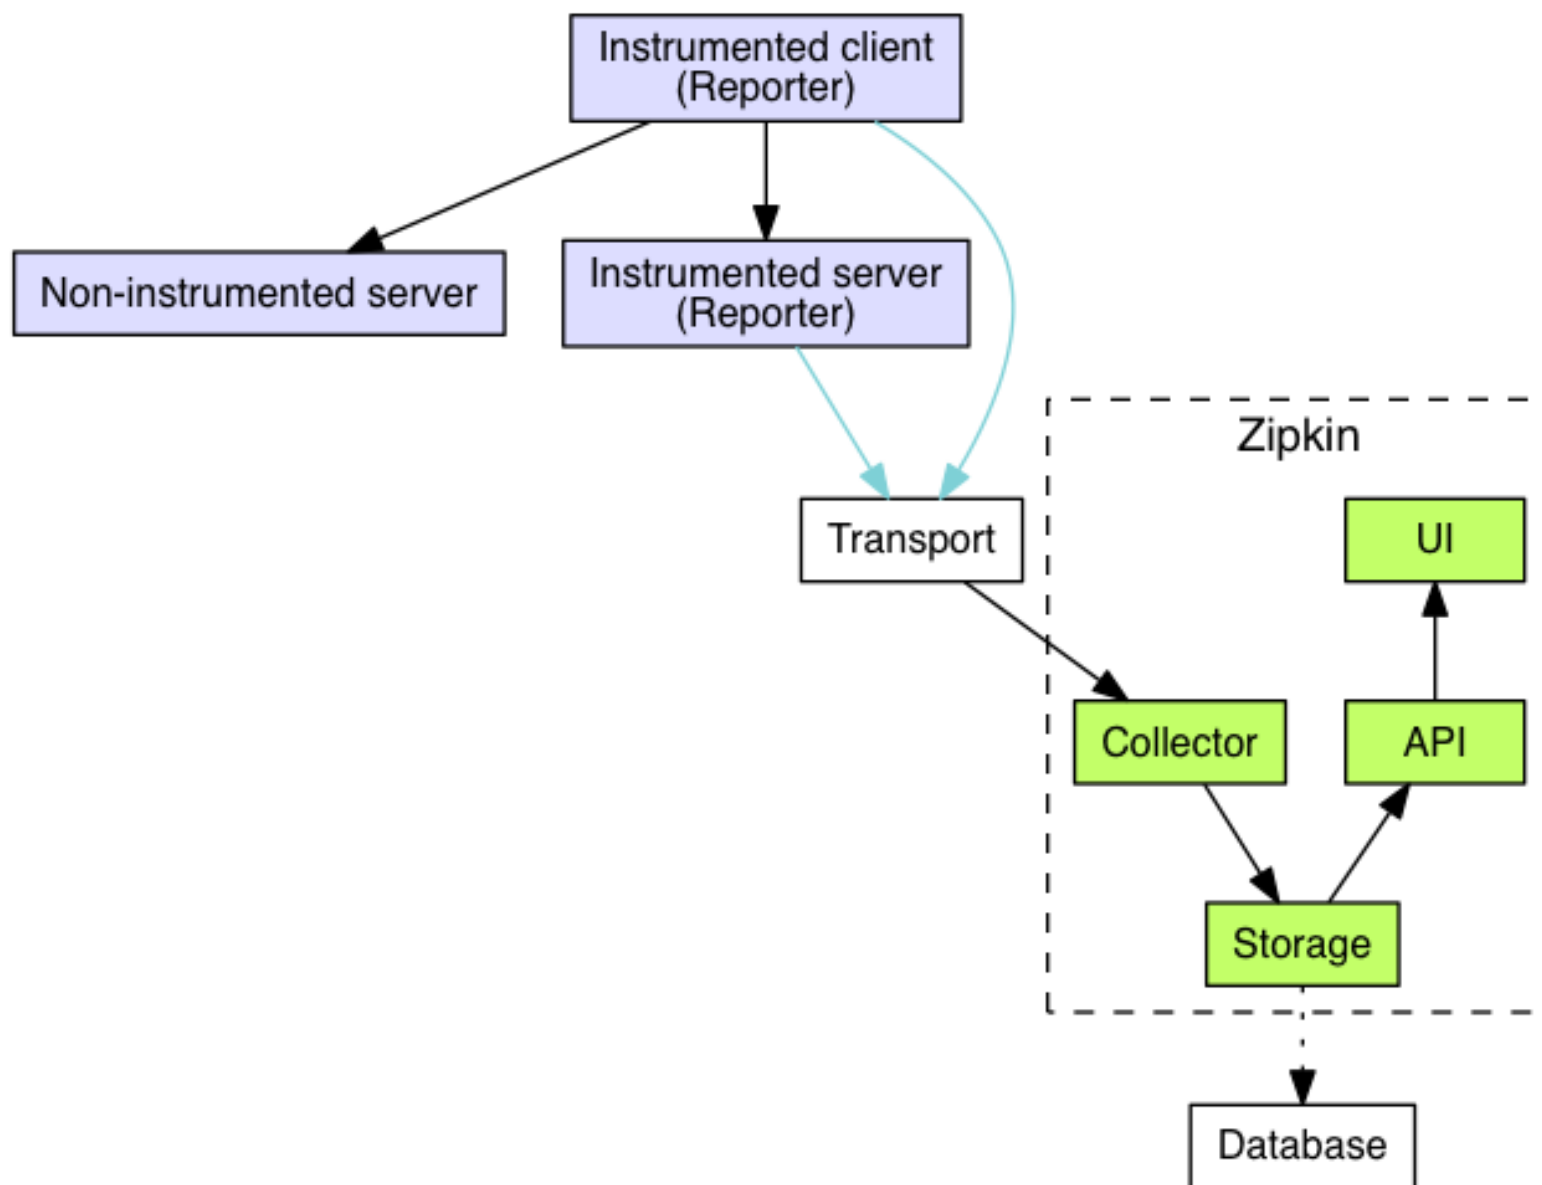 Instrumented client
(Reporter)
Non-instrumented server
Instrumented server
(Reporter)
Zipkin
Transport
UI
Collector
API
Storage
Database